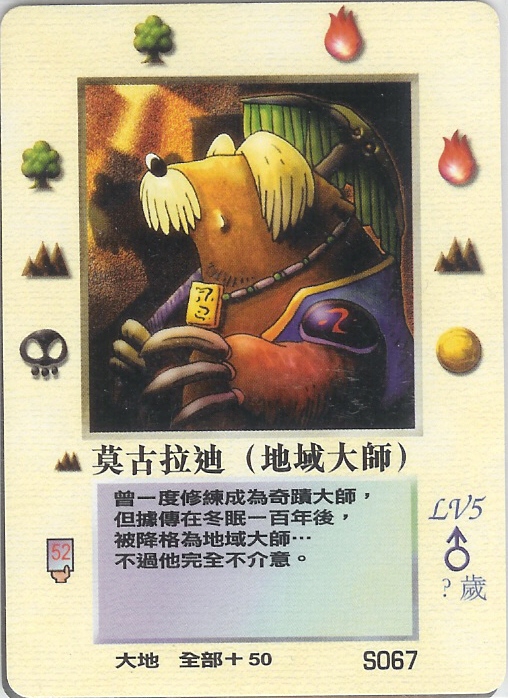 莫古拉迪（地域大師）
曾一度修練成為奇蹟大師，
但據傳在冬眠一百年後，
被降格為地域大師…
不過他完全不介意。
LV5
52
？歲
大地　全部＋50
S067